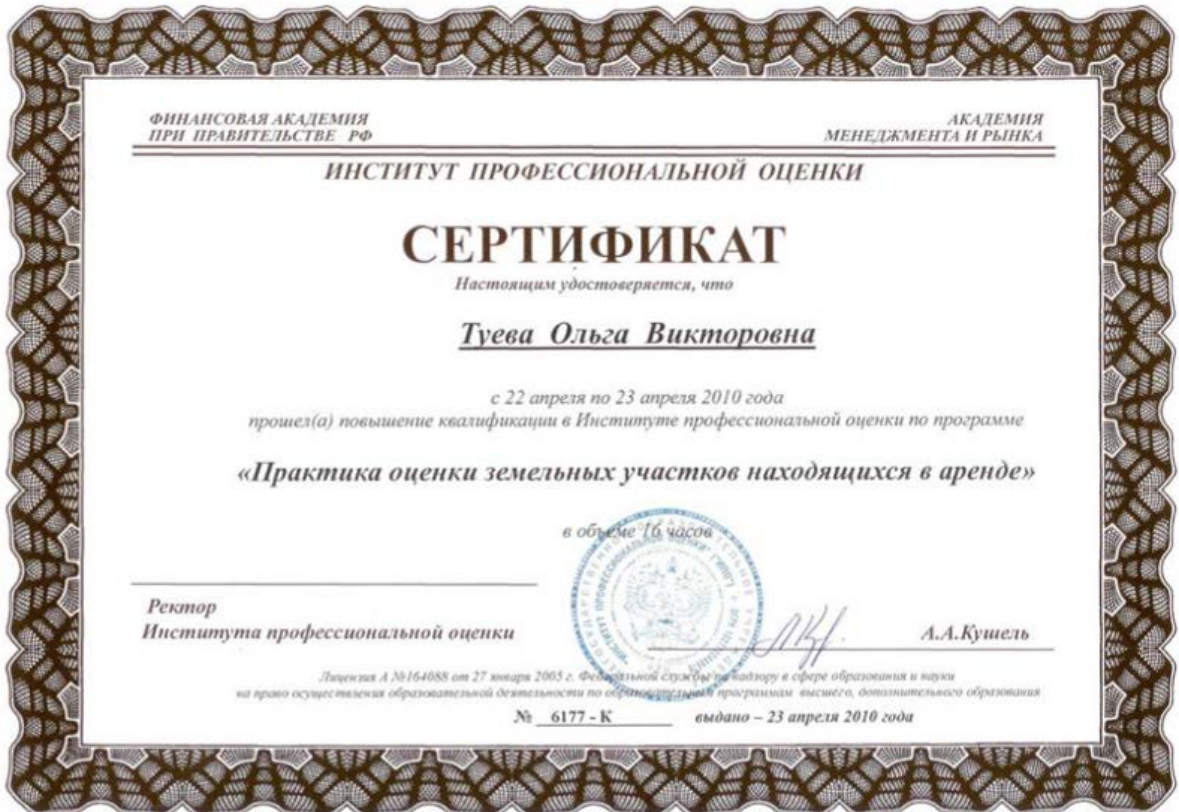 ФИНАНСОВАЯ АКАДЕМИЯ
ПРИ ПРАВИТЕЛЬСТВЕ РФ
АКАДЕМИЯ
МЕНЕДЖМЕНТА И РЫНКА
ИНСТИТУТ ПРОФЕССИОНАЛЬНОЙ ОЦЕНКИ
СЕРТИФИКАТ
Настоящим удостоверяется, что
Туева Ольга Викторовна
с 22 апреля по 23 апреля 2010 года
прошел(а) повышение квалификации в Институте профессиональной оценки по программе
«Практика оценки земельных участков находящихся в аренде»
в объеме 16 часов
Ректор
Института профессиональной оценки
А.А.Кушель
Лицензия А №164088 от 27 января 2005 г. Федеральной службы по надзору в сфере образования и науки
на право осуществления образовательной деятельности по образовательным программам высшего, дополнительного образования
№ 6177 - К выдано – 23 апреля 2010 года